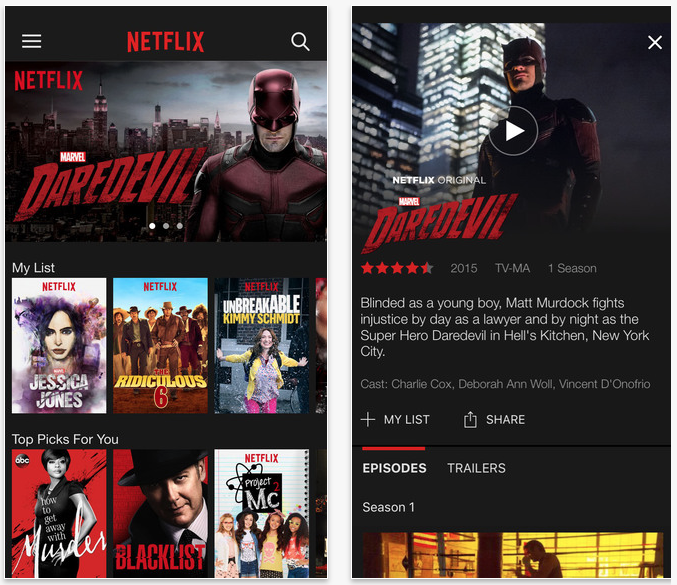 NETFLIX
NETFLIX
MARVEL
DAREDEVIL
My List
NETFLIX
MARVEL
JESSICA
JONES
NETFLIX
THE
RIDICULOUS
6
NETFLIX
UNBREAKABLE
KIMMY SCHMIDT
Top Picks For You
abc
how
to get
away
with
Murder
THE
BLACKLIST
NETFLIX
Project
Mc²
NETFLIX ORIGINAL
MARVEL
DAREDEVIL
2015 TV-MA 1 Season
Blinded as a young boy, Matt Murdock fights
injustice by day as a lawyer and by night as the
Super Hero Daredevil in Hell's Kitchen, New York
City.
Cast: Charlie Cox, Deborah Ann Woll, Vincent D'Onofrio
MY LIST SHARE
EPISODES TRAILERS
Season 1